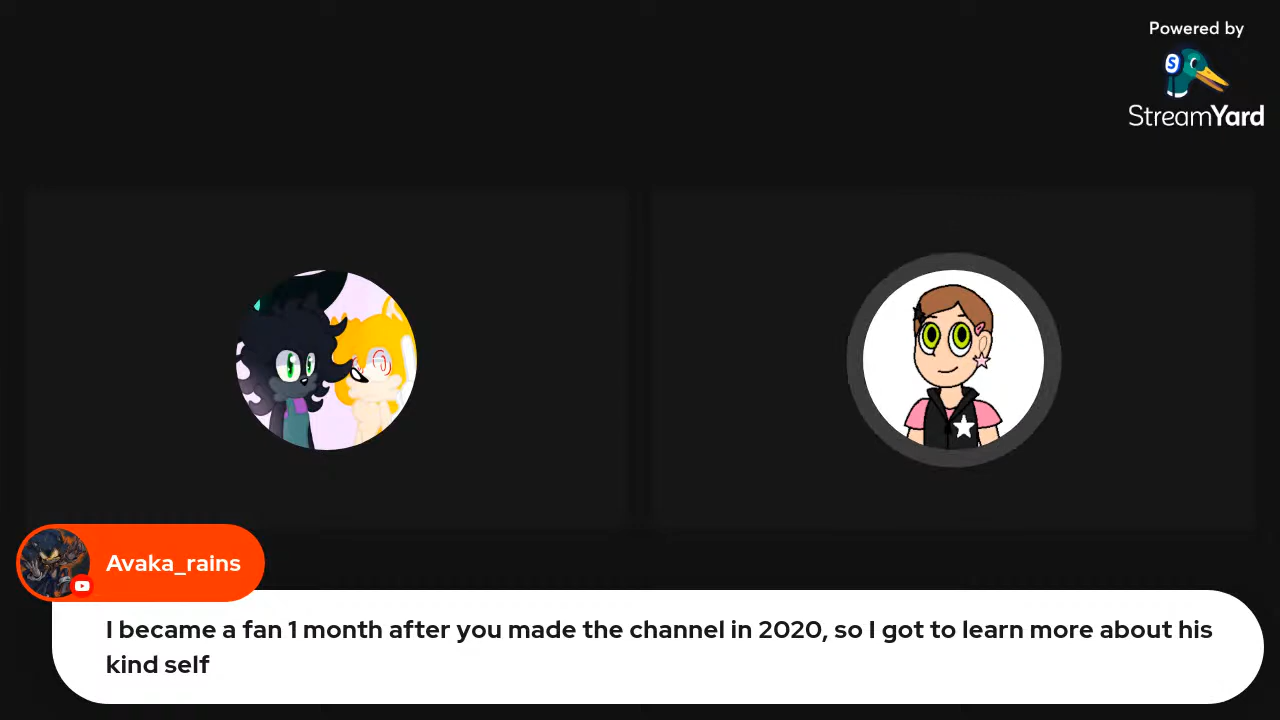 Powered by
S
StreamYard
Avaka_rains
I became a fan 1 month after you made the channel in 2020, so I got to learn more about his
kind self